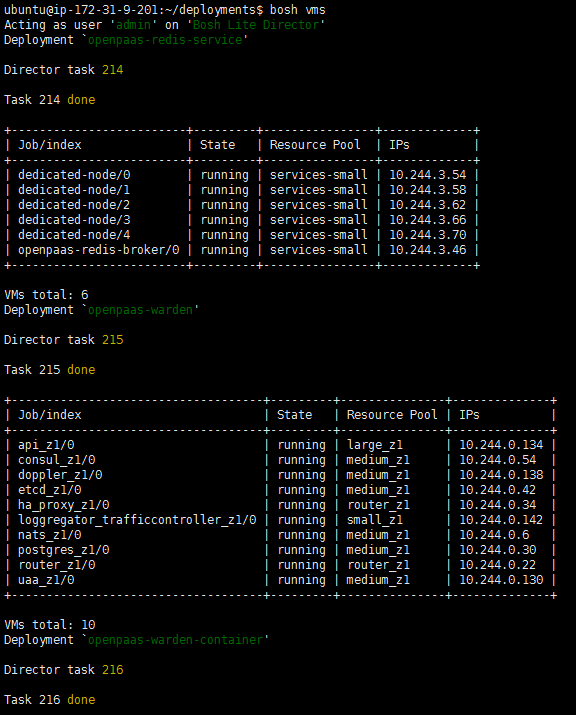 ubuntu@ip-172-31-9-201:~/deployments$ bosh vms
Acting as user 'admin' on 'Bosh Lite Director'
Deployment `openpaas-redis-service'
Director task 214
Task 214 done
+------------------------+---------+----------------+-------------+
| Job/index              | State   | Resource Pool  | IPs         |
+------------------------+---------+----------------+-------------+
| dedicated-node/0       | running | services-small | 10.244.3.54 |
| dedicated-node/1       | running | services-small | 10.244.3.58 |
| dedicated-node/2       | running | services-small | 10.244.3.62 |
| dedicated-node/3       | running | services-small | 10.244.3.66 |
| dedicated-node/4       | running | services-small | 10.244.3.70 |
| openpaas-redis-broker/0 | running | services-small | 10.244.3.46 |
+------------------------+---------+----------------+-------------+
VMs total: 6
Deployment `openpaas-warden'
Director task 215
Task 215 done
+------------------------------------+---------+---------------+--------------+
| Job/index                          | State   | Resource Pool | IPs          |
+------------------------------------+---------+---------------+--------------+
| api_z1/0                           | running | large_z1      | 10.244.0.134 |
| consul_z1/0                        | running | medium_z1     | 10.244.0.54  |
| doppler_z1/0                       | running | medium_z1     | 10.244.0.138 |
| etcd_z1/0                          | running | medium_z1     | 10.244.0.42  |
| ha_proxy_z1/0                      | running | router_z1     | 10.244.0.34  |
| loggregator_trafficcontroller_z1/0 | running | small_z1      | 10.244.0.142 |
| nats_z1/0                          | running | medium_z1     | 10.244.0.6   |
| postgres_z1/0                      | running | medium_z1     | 10.244.0.30  |
| router_z1/0                        | running | router_z1     | 10.244.0.22  |
| uaa_z1/0                           | running | medium_z1     | 10.244.0.130 |
+------------------------------------+---------+---------------+--------------+
VMs total: 10
Deployment `openpaas-warden-container'
Director task 216
Task 216 done